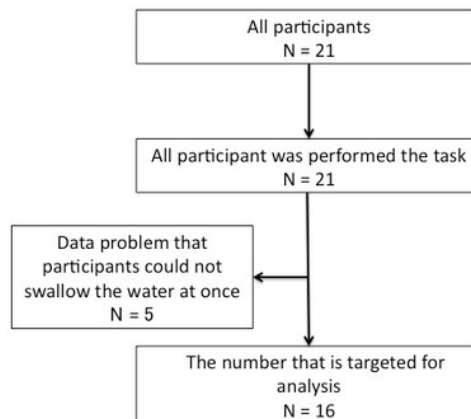 All participants
N = 21
All participant was performed the task
N = 21
Data problem that
participants could not
swallow the water at once
N = 5
The number that is targeted for
analysis
N = 16